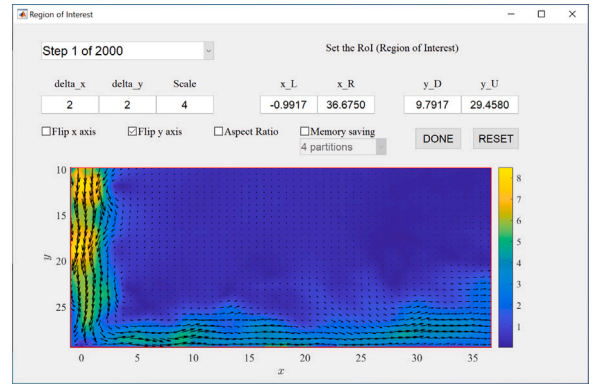 Region of Interest
Step 1 of 2000
Set the RoI (Region of Interest)
delta_x delta_y Scale x_L x_R y_D y_U
2 2 4 -0.9917 36.6750 9.7917 29.4580
Flip x axis Flip y axis Aspect Ratio Memory saving
4 partitions
DONE RESET
10
15
20
25
y
0 5 10 15 20 25 30 35
x
8
7
6
5
4
3
2
1